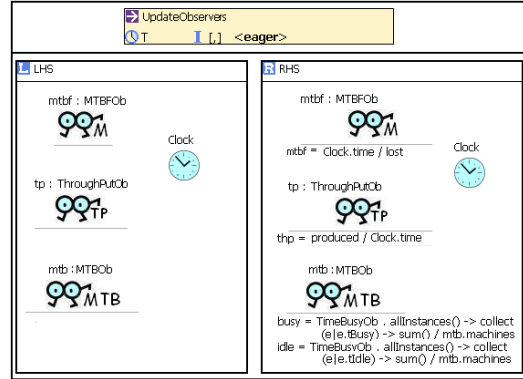 UpdateObservers
T I [,] <eager>
L LHS
mtbf : MTBFOb
M
Clock
tp : ThroughPutOb
TP
mtb : MTBOb
MTB
R RHS
mtbf : MTBFOb
M
mtbf = Clock.time / lost
Clock
tp : ThroughPutOb
TP
thp = produced / Clock.time
mtb : MTBOb
MTB
busy = TimeBusyOb . allInstances() -> collect
(e|e.tBusy) -> sum() / mtb.machines
idle = TimeBusyOb . allInstances() -> collect
(e|e.tIdle) -> sum() / mtb.machines